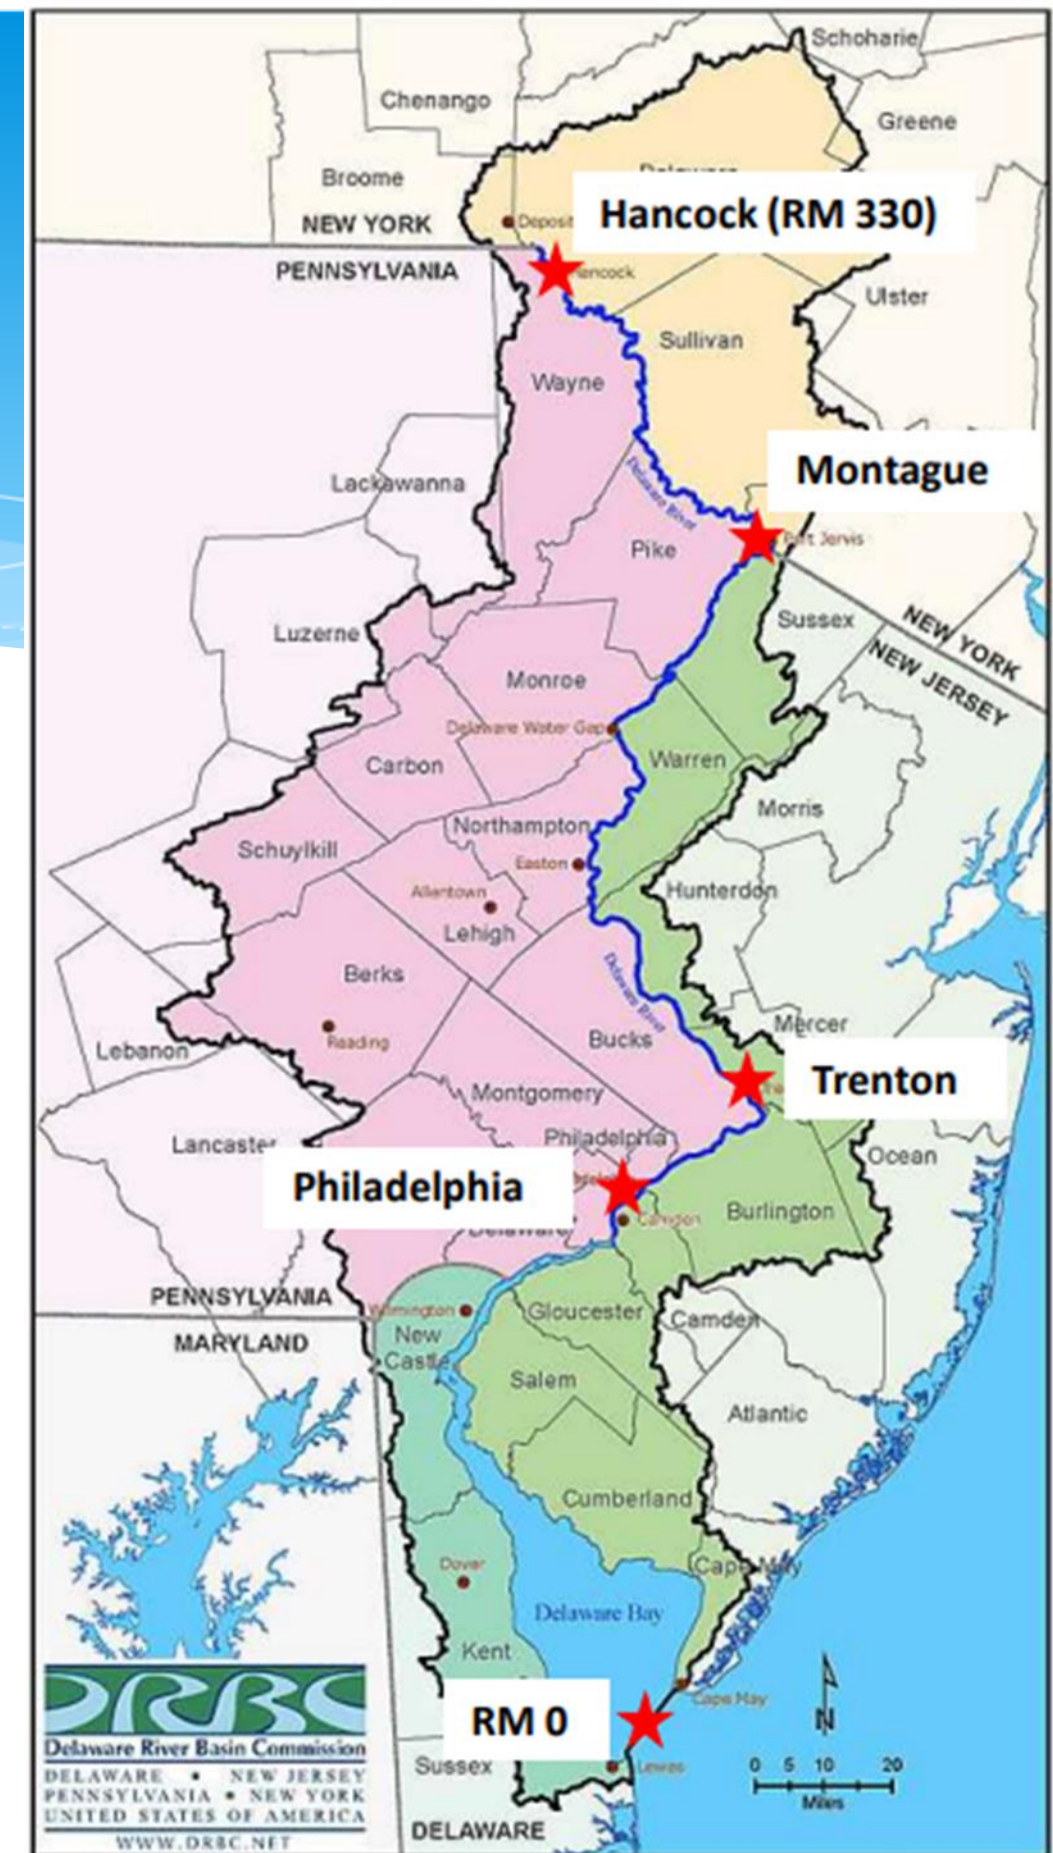 Schoharie
Chenango
Greene
Broome
NEW YORK
Deposit
Hancock (RM 330)
PENNSYLVANIA
Ulster
Sullivan
Wayne
Montague
Lackawanna
Delaware River
Pike
Port Jervis
Sussex
NEW YORK
NEW JERSEY
Luzerne
Monroe
Delaware Water Gap
Warren
Carbon
Morris
Northampton
Schuylkill
Easton
Allentown
Hunterdon
Lehigh
Berks
Delaware River
Mercer
Reading
Bucks
Lebanon
Trenton
Montgomery
Philadelphia
Lancaster
Ocean
Philadelphia
Burlington
Camden
Delaware
PENNSYLVANIA
Wilmington
Gloucester
Camden
MARYLAND
New
Castle
Salem
Atlantic
Cumberland
Cape May
Dover
Delaware Bay
Kent
Cape May
RM 0
N
Lewes
Sussex
0 5 10 20
Miles
DELAWARE
DRBC
Delaware River Basin Commission
DELAWARE • NEW JERSEY
PENNSYLVANIA • NEW YORK
UNITED STATES OF AMERICA
WWW.DRBC.NET